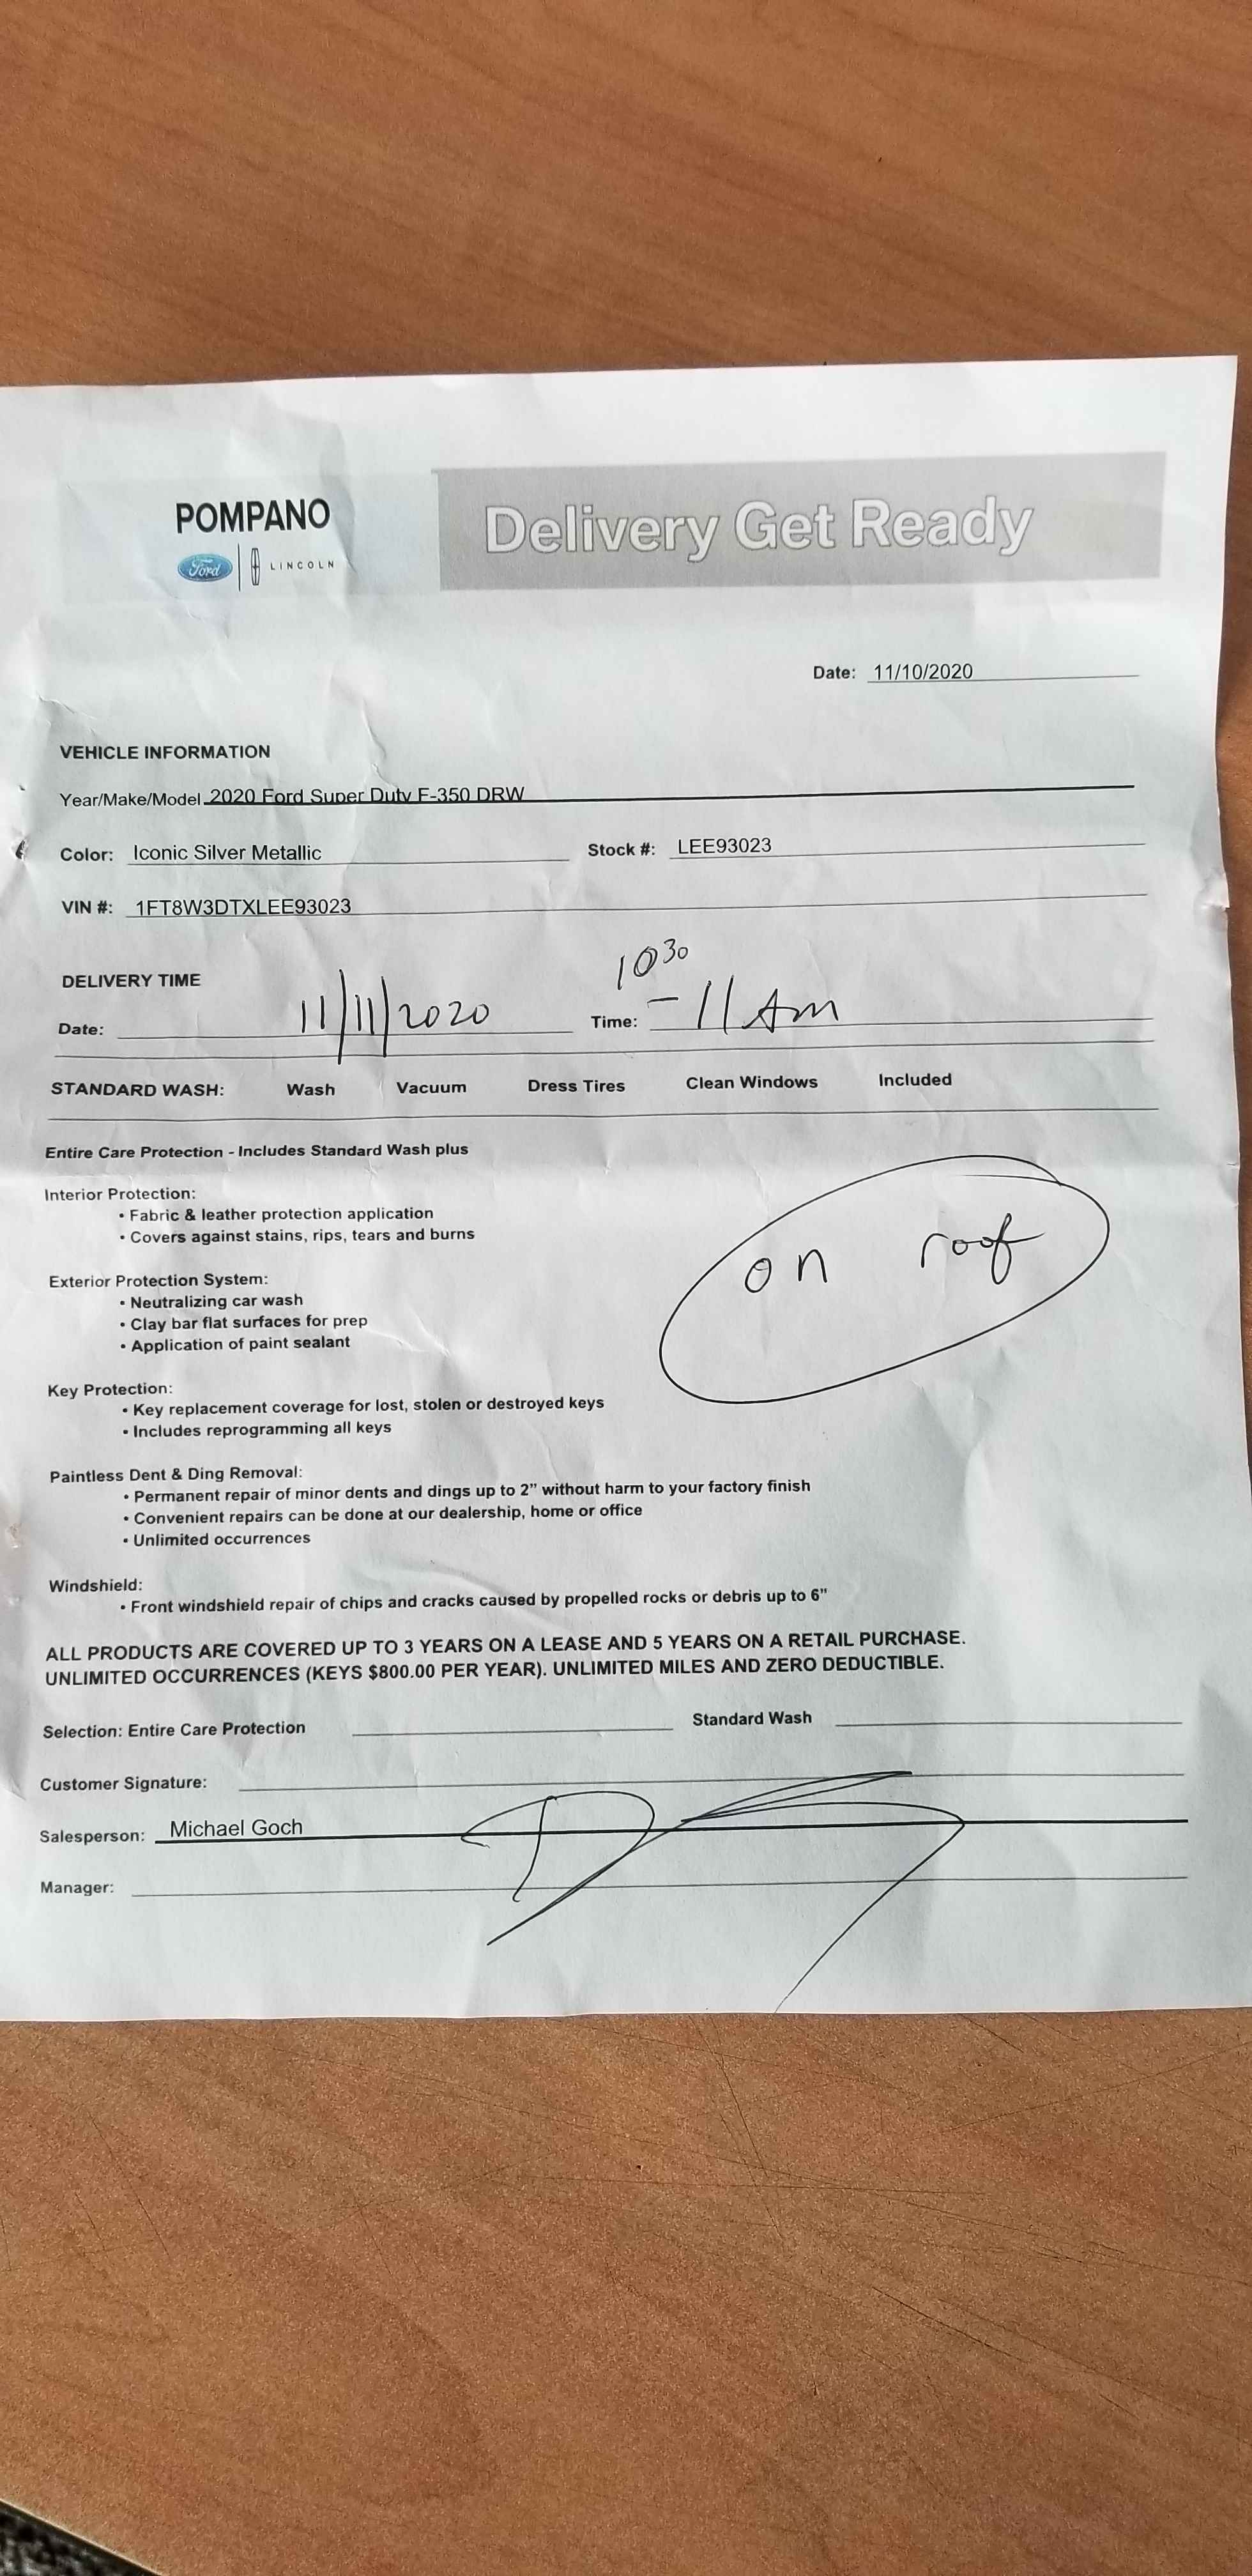 POMPANO
Ford LINCOLN
Delivery Get Ready
Date: 11/10/2020
VEHICLE INFORMATION
Year/Make/Model 2020 Ford Super Duty F-350 DRW
Color: Iconic Silver Metallic Stock #: LEE93023
VIN #: 1FT8W3DTXLEE93023
DELIVERY TIME 10 30
Date: 11/11/2020 Time: - 11 Am
STANDARD WASH: Wash Vacuum Dress Tires Clean Windows Included
Entire Care Protection - Includes Standard Wash plus
Interior Protection:
• Fabric & leather protection application
• Covers against stains, rips, tears and burns
on roof
Exterior Protection System:
• Neutralizing car wash
• Clay bar flat surfaces for prep
• Application of paint sealant
Key Protection:
• Key replacement coverage for lost, stolen or destroyed keys
• Includes reprogramming all keys
Paintless Dent & Ding Removal:
• Permanent repair of minor dents and dings up to 2" without harm to your factory finish
• Convenient repairs can be done at our dealership, home or office
• Unlimited occurrences
Windshield:
• Front windshield repair of chips and cracks caused by propelled rocks or debris up to 6"
ALL PRODUCTS ARE COVERED UP TO 3 YEARS ON A LEASE AND 5 YEARS ON A RETAIL PURCHASE.
UNLIMITED OCCURRENCES (KEYS $800.00 PER YEAR). UNLIMITED MILES AND ZERO DEDUCTIBLE.
Selection: Entire Care Protection Standard Wash
Customer Signature:
Salesperson: Michael Goch
Manager: